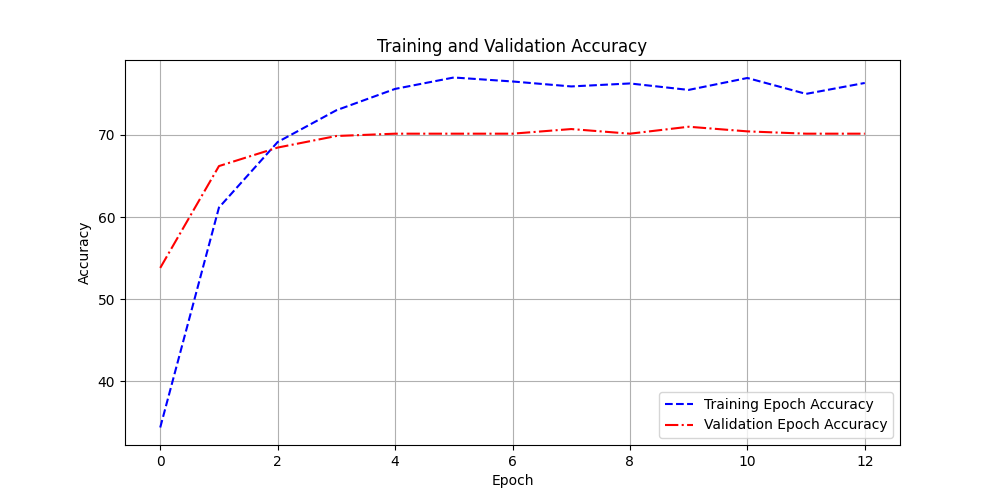 Training and Validation Accuracy
Accuracy
70
60
50
40
0
2
4
6
8
10
12
Epoch
Training Epoch Accuracy
Validation Epoch Accuracy